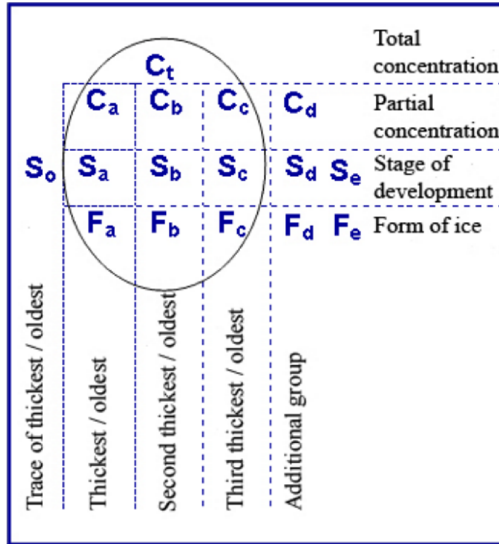 Ct Total
concentration
Ca Cb Cc Cd Partial
concentration
So Sa Sb Sc Sd Se Stage of
development
Fa Fb Fc Fd Fe Form of ice
Trace of thickest / oldest
Thickest / oldest
Second thickest / oldest
Third thickest / oldest
Additional group